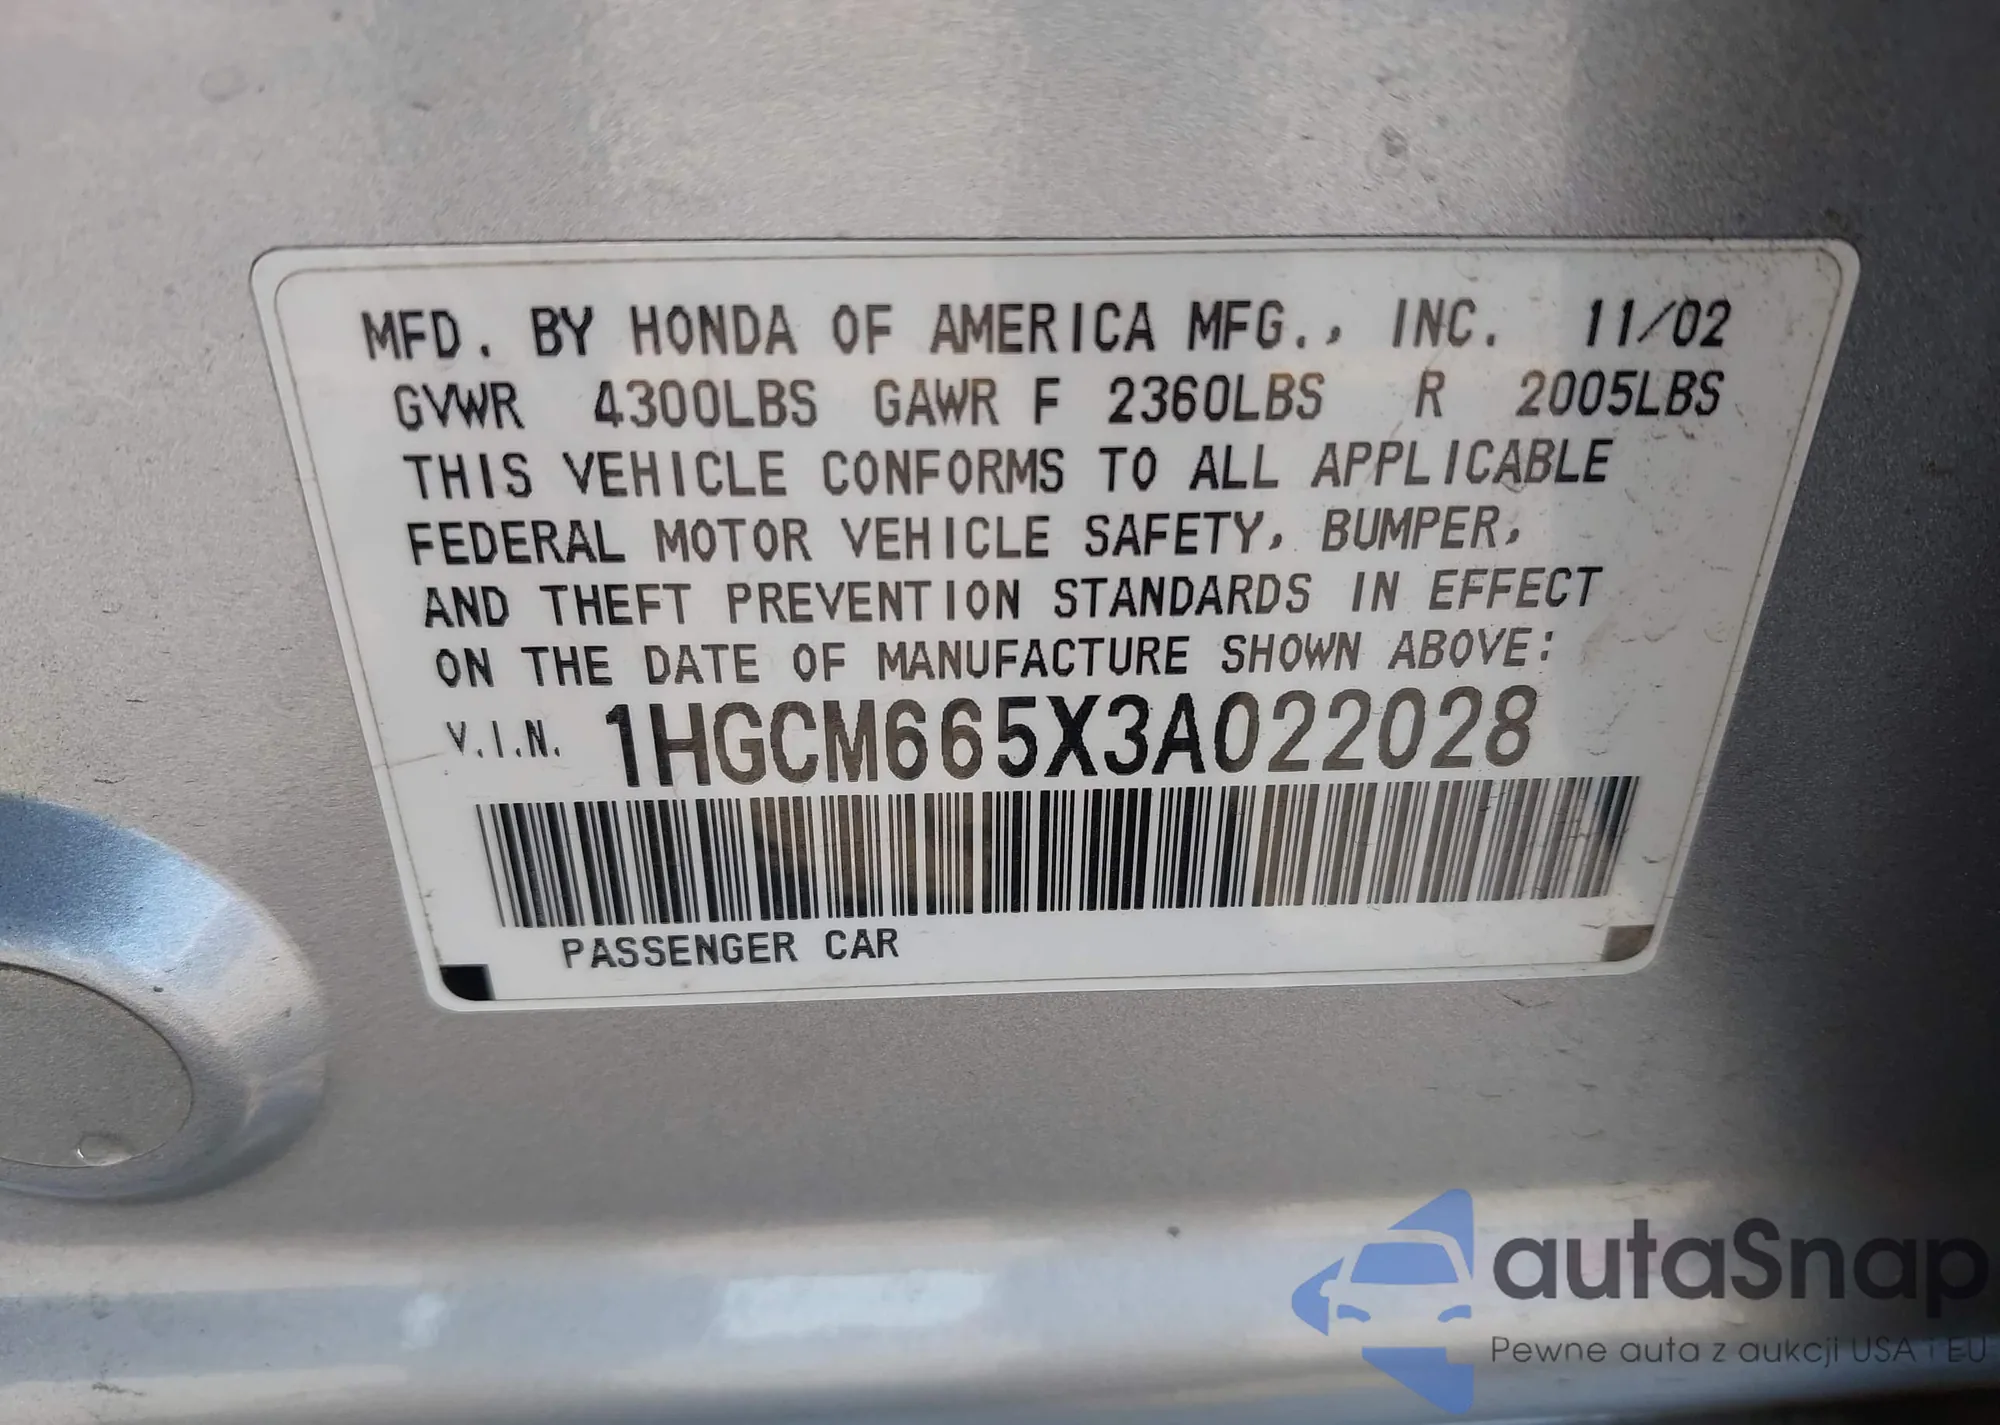 MFD. BY HONDA OF AMERICA MFG., INC. 11/02
GVWR 4300LBS GAWR F 2360LBS R 2005LBS
THIS VEHICLE CONFORMS TO ALL APPLICABLE
FEDERAL MOTOR VEHICLE SAFETY, BUMPER,
AND THEFT PREVENTION STANDARDS IN EFFECT
ON THE DATE OF MANUFACTURE SHOWN ABOVE:
V.I.N. 1HGCM665X3A022028
PASSENGER CAR
autaSnap
Pewne auta z aukcji USA i EU